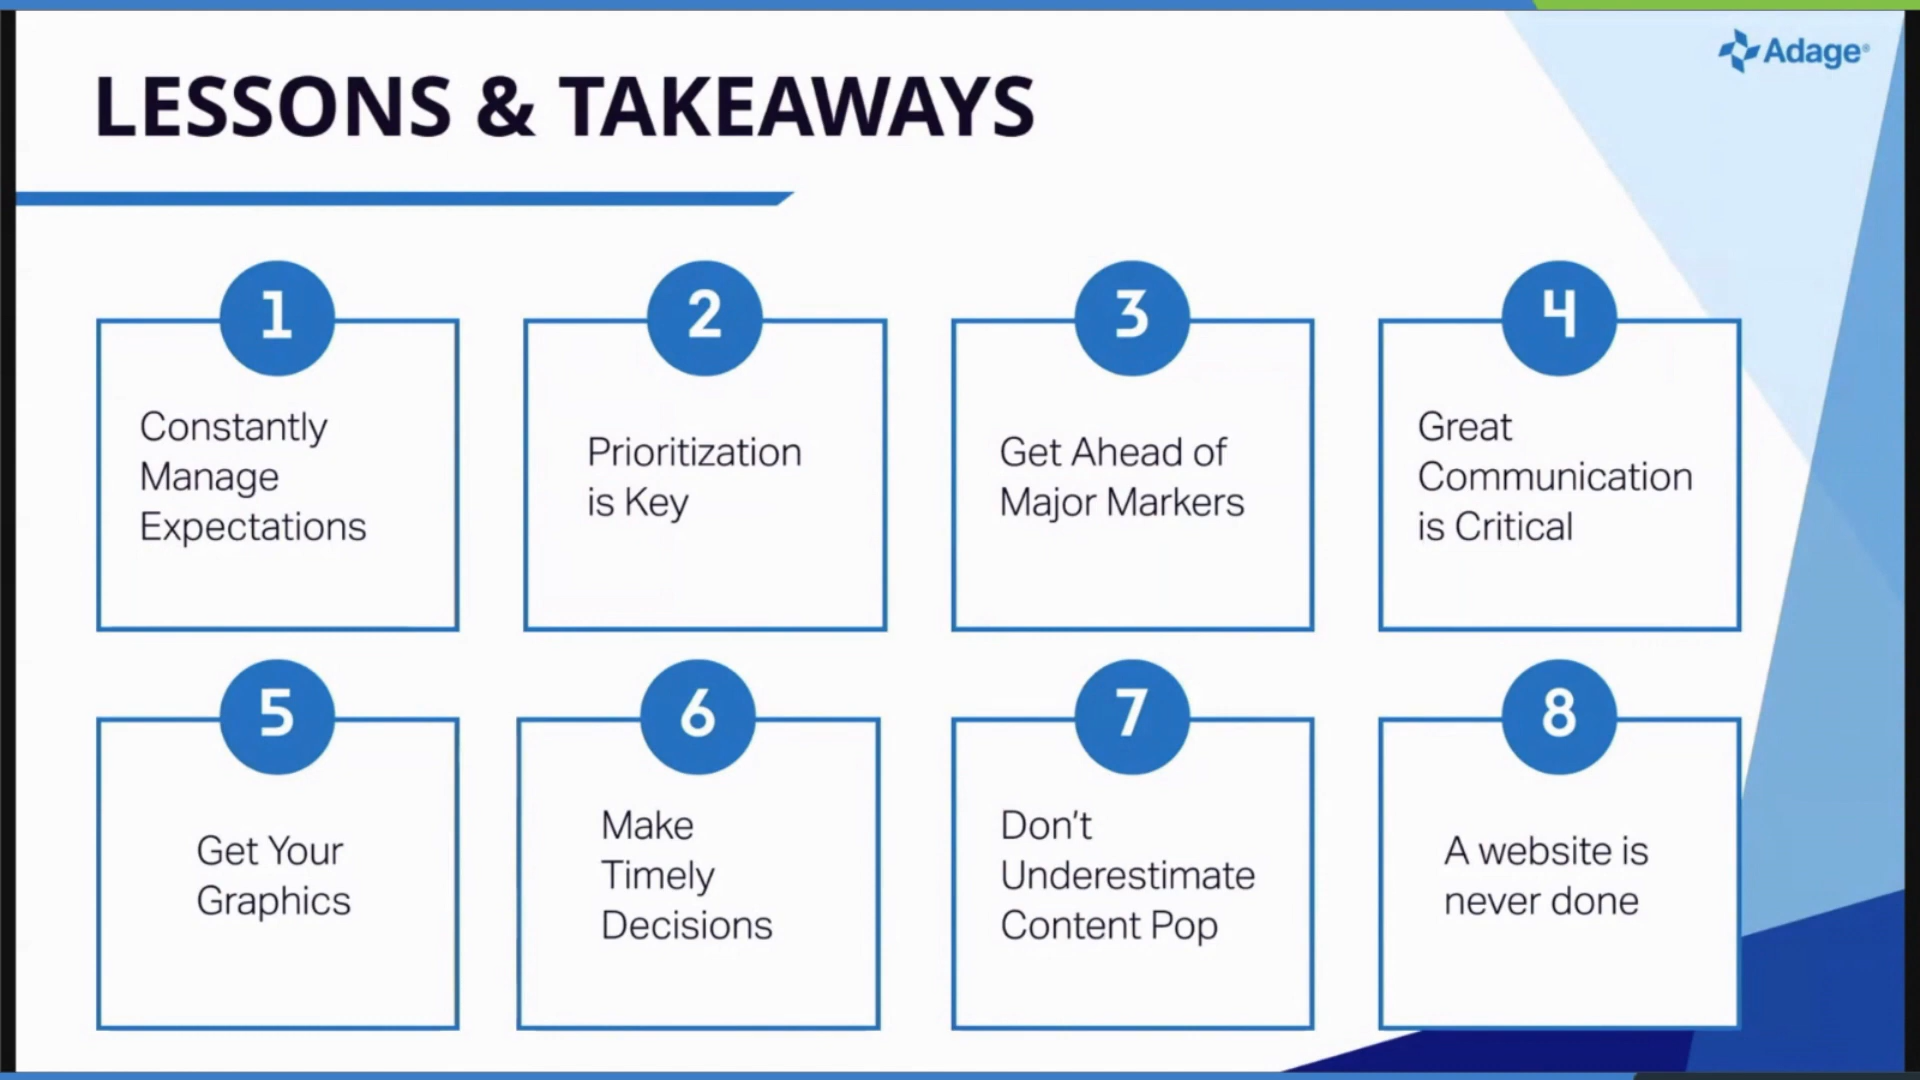 Adage®
LESSONS & TAKEAWAYS
1
Constantly
Manage
Expectations
2
Prioritization
is Key
3
Get Ahead of
Major Markers
4
Great
Communication
is Critical
5
Get Your
Graphics
6
Make
Timely
Decisions
7
Don't
Underestimate
Content Pop
8
A website is
never done